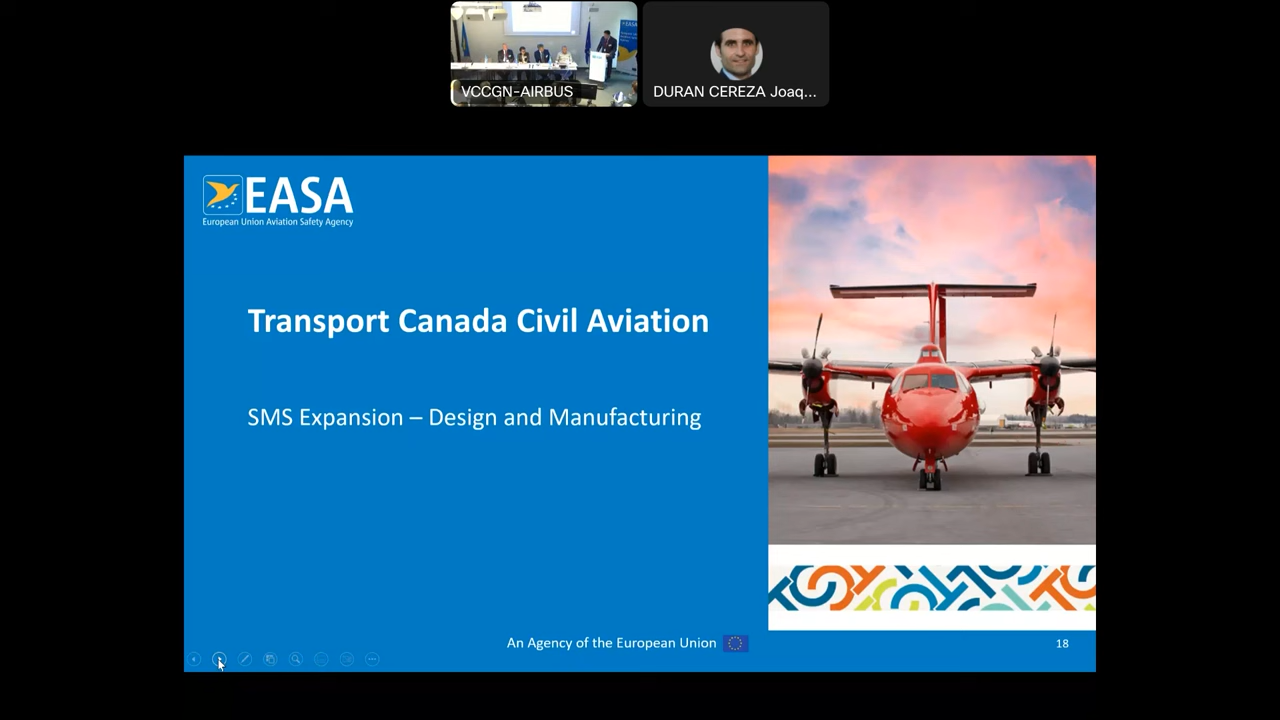 VCCGN-AIRBUS
DURAN CEREZA Joaq...
EASA
European Union Aviation Safety Agency
Transport Canada Civil Aviation
SMS Expansion – Design and Manufacturing
An Agency of the European Union
18